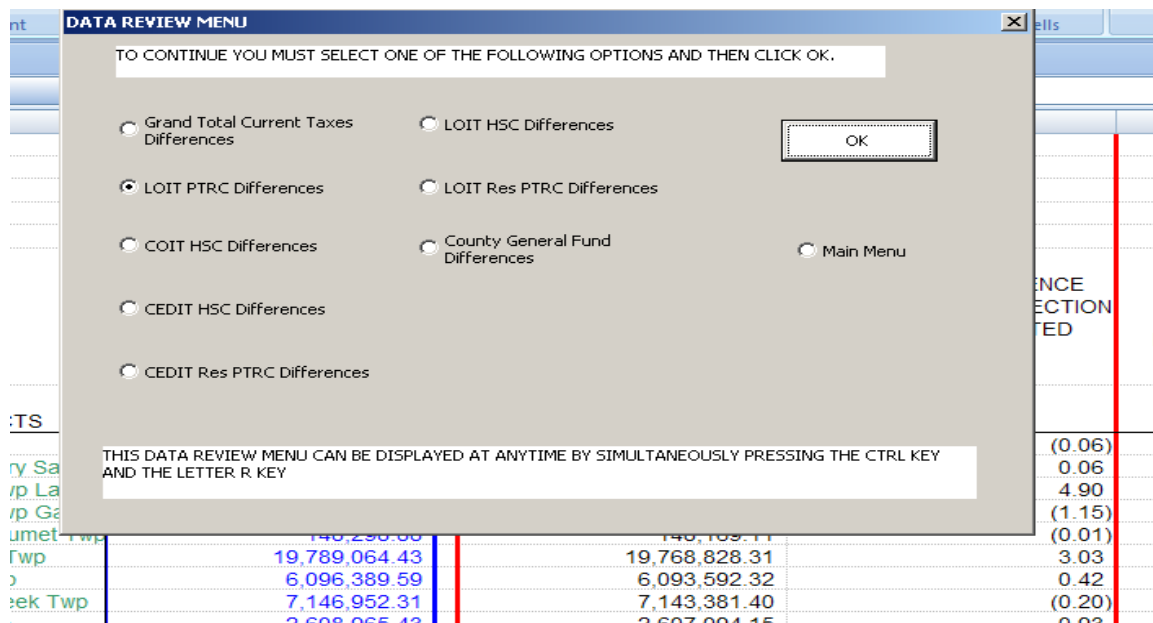 DATA REVIEW MENU
TO CONTINUE YOU MUST SELECT ONE OF THE FOLLOWING OPTIONS AND THEN CLICK OK.
Grand Total Current Taxes
Differences
LOIT HSC Differences
OK
LOIT PTRC Differences
LOIT Res PTRC Differences
COIT HSC Differences
County General Fund
Differences
Main Menu
CEDIT HSC Differences
CEDIT Res PTRC Differences
THIS DATA REVIEW MENU CAN BE DISPLAYED AT ANYTIME BY SIMULTANEOUSLY PRESSING THE CTRL KEY
AND THE LETTER R KEY
(0.06)
0.06
4.90
(1.15)
Twp (0.01)
Twp 19,789,064.43 19,768,828.31 3.03
6,096,389.59 6,093,592.32 0.42
Twp 7,146,952.31 7,143,381.40 (0.20)